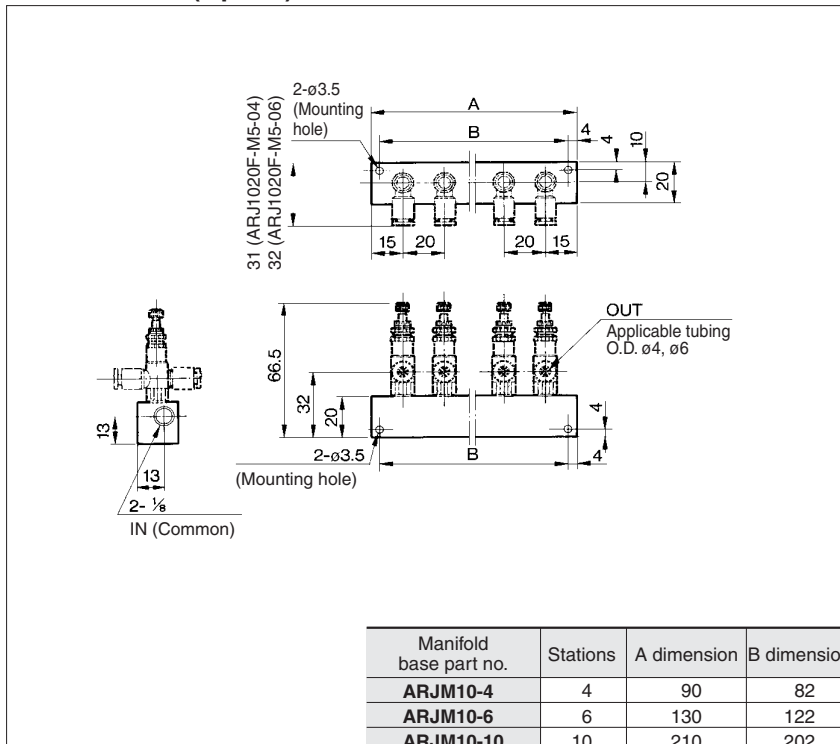 2-ø3.5
(Mounting
hole)
31 (ARJ1020F-M5-04)
32 (ARJ1020F-M5-06)
A
B
4
4
10
20
15
20
20
15
66.5
32
20
OUT
Applicable tubing
O.D. ø4, ø6
4
4
B
2-ø3.5
(Mounting hole)
13
13
2- ⅛
IN (Common)
Manifold
base part no.
Stations
A dimension
B dimensio
ARJM10-4 4 90 82
ARJM10-6 6 130 122
ARJM10-10 10 210 202